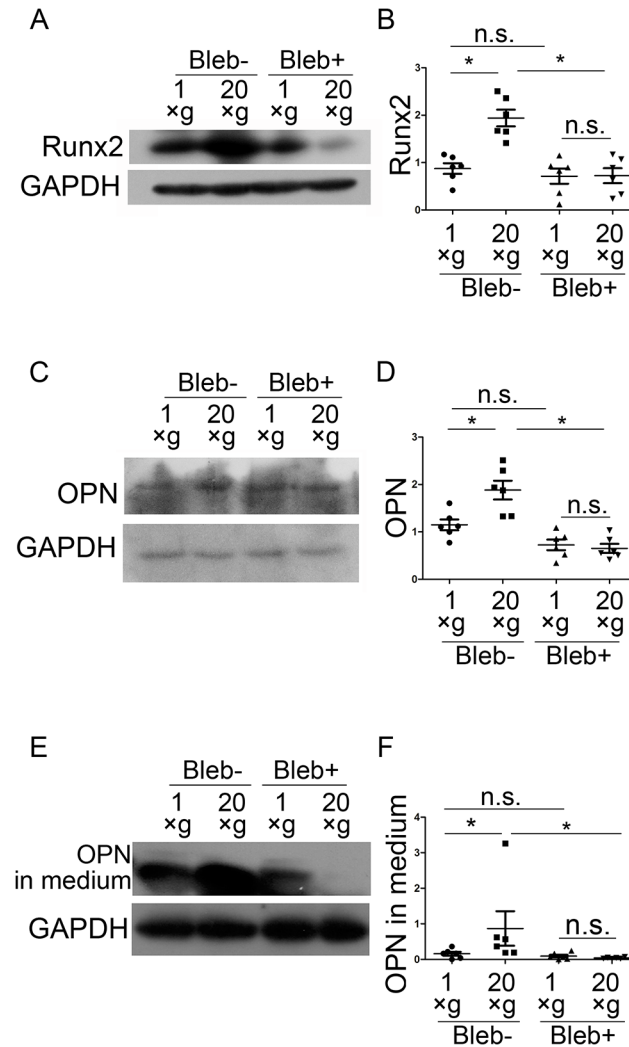 A
Bleb- Bleb+
1 20 1 20
×g ×g ×g ×g
Runx2
GAPDH
B
n.s.
* *
n.s.
3
2
1
0
Runx2
1 20 1 20
×g ×g ×g ×g
Bleb- Bleb+
C
Bleb- Bleb+
1 20 1 20
×g ×g ×g ×g
OPN
GAPDH
D
n.s.
* *
n.s.
3
2
1
0
OPN
1 20 1 20
×g ×g ×g ×g
Bleb- Bleb+
E
Bleb- Bleb+
1 20 1 20
×g ×g ×g ×g
OPN
in medium
GAPDH
F
n.s.
* *
n.s.
4
3
2
1
0
OPN in medium
1 20 1 20
×g ×g ×g ×g
Bleb- Bleb+